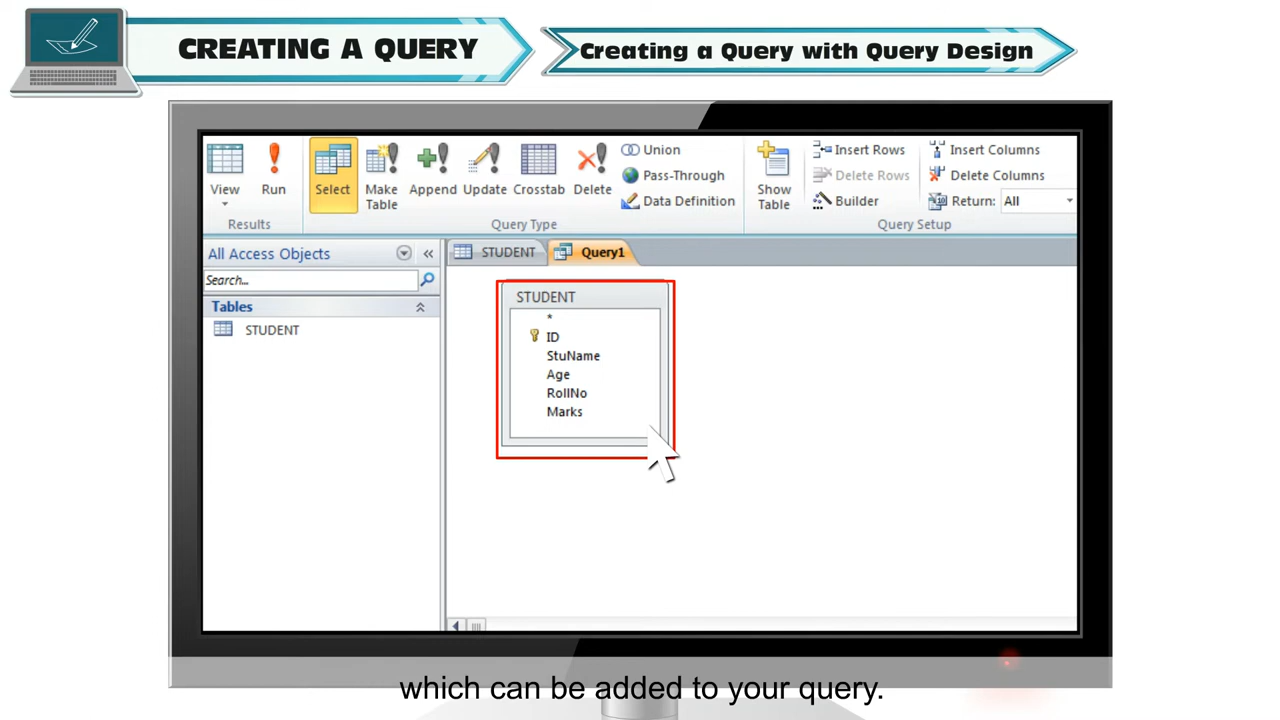 CREATING A QUERY
Creating a Query with Query Design
View
Run
Select
Make
Table
Append
Update
Crosstab
Delete
Union
Pass-Through
Data Definition
Show
Table
Insert Rows
Delete Rows
Builder
Insert Columns
Delete Columns
Return: All
Results
Query Type
Query Setup
All Access Objects
STUDENT
Query1
Search...
Tables
STUDENT
STUDENT
*
ID
StuName
Age
RollNo
Marks
which can be added to your query.